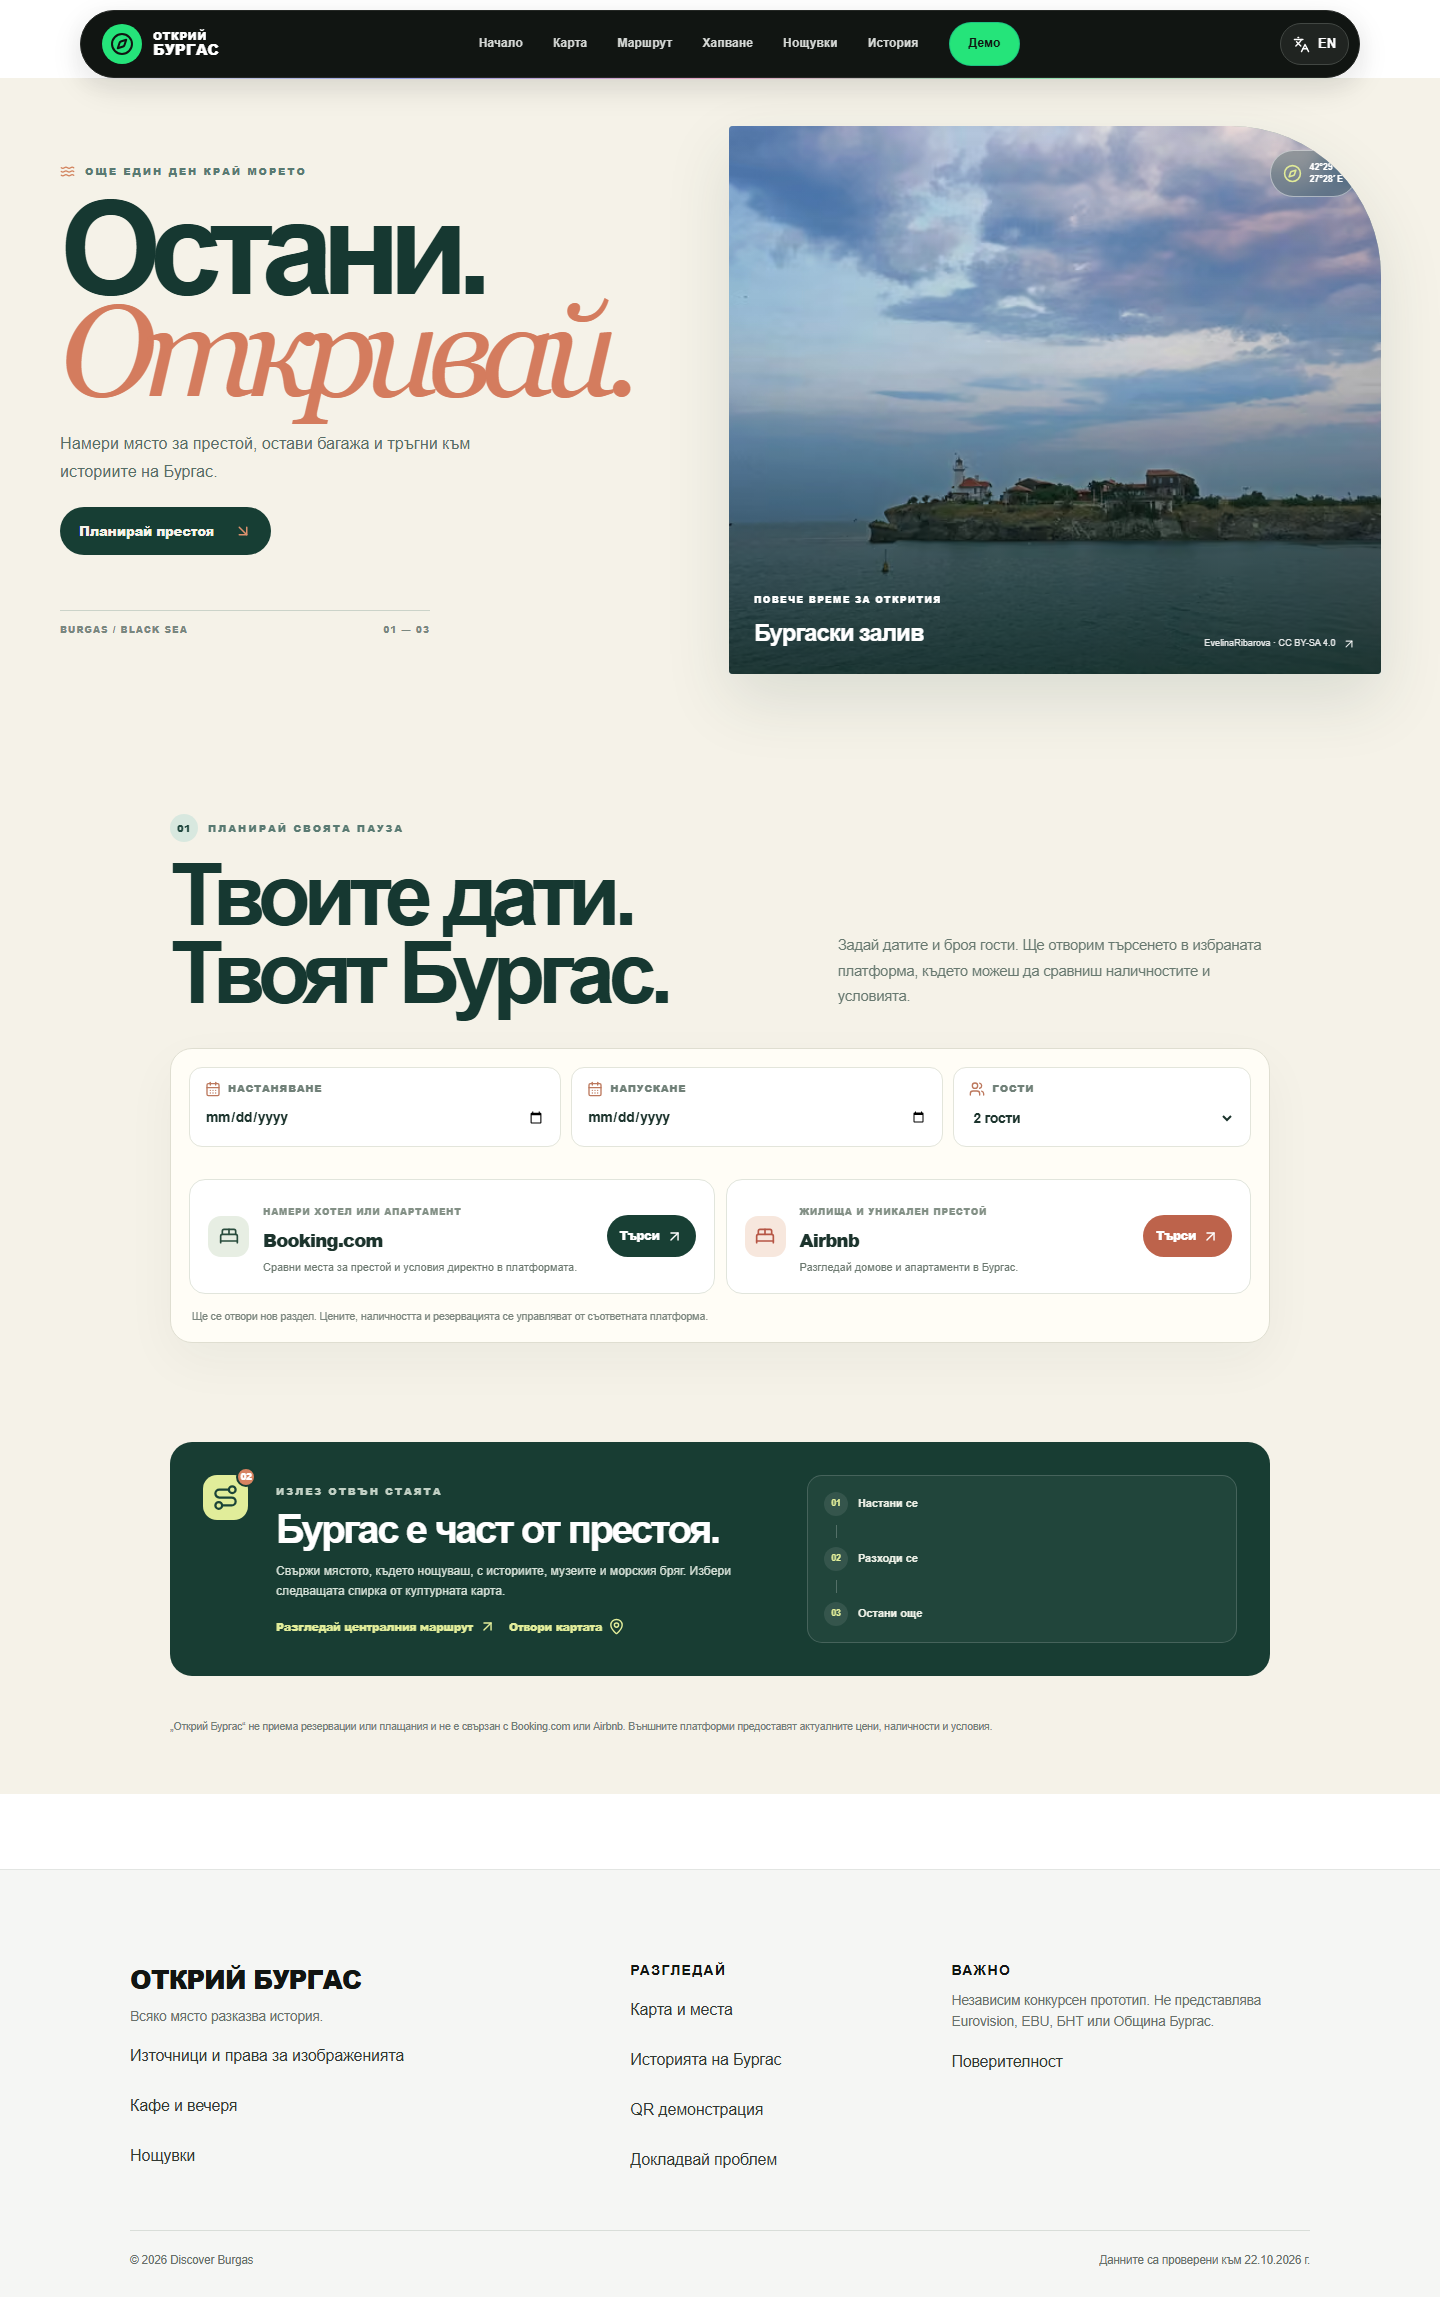 ОТКРИЙ
БУРГАС
Начало
Карта
Маршрут
Хапване
Нощувки
История
Демо
EN
ОЩЕ ЕДИН ДЕН КРАЙ МОРЕТО
Остани.
Откривай.
Намери място за престой, остави багажа и тръгни към
историите на Бургас.
Планирай престоя
BURGAS / BLACK SEA
01 — 03
27°28′ E
ПОВЕЧЕ ВРЕМЕ ЗА ОТКРИТИЯ
Бургаски залив
EvelinaRibarova · CC BY-SA 4.0
01
ПЛАНИРАЙ СВОЯТА ПАУЗА
Твоите дати.
Твоят Бургас.
Задай датите и броя гости. Ще отворим търсенето в избраната
платформа, където можеш да сравниш наличностите и
условията.
НАСТАНЯВАНЕ
mm/dd/yyyy
НАПУСКАНЕ
mm/dd/yyyy
ГОСТИ
2 гости
НАМЕРИ ХОТЕЛ ИЛИ АПАРТАМЕНТ
Booking.com
Сравни места за престой и условия директно в платформата.
Търси
ЖИЛИЩА И УНИКАЛЕН ПРЕСТОЙ
Airbnb
Разгледай домове и апартаменти в Бургас.
Търси
Ще се отвори нов раздел. Цените, наличността и резервацията се управляват от съответната платформа.
02
ИЗЛЕЗ ОТВЪН СТАЯТА
Бургас е част от престоя.
Свържи мястото, където нощуваш, с историите, музеите и морския бряг. Избери
следващата спирка от културната карта.
Разгледай централния маршрут
Отвори картата
01
Настани се
02
Разходи се
03
Остани още
„Открий Бургас“ не приема резервации или плащания и не е свързан с Booking.com или Airbnb. Външните платформи предоставят актуалните цени, наличности и условия.
ОТКРИЙ БУРГАС
Всяко място разказва история.
Източници и права за изображенията
Кафе и вечеря
Нощувки
РАЗГЛЕДАЙ
Карта и места
Историята на Бургас
QR демонстрация
Докладвай проблем
ВАЖНО
Независим конкурсен прототип. Не представлява
Eurovision, EBU, БНТ или Община Бургас.
Поверителност
© 2026 Discover Burgas
Данните са проверени към 22.10.2026 г.